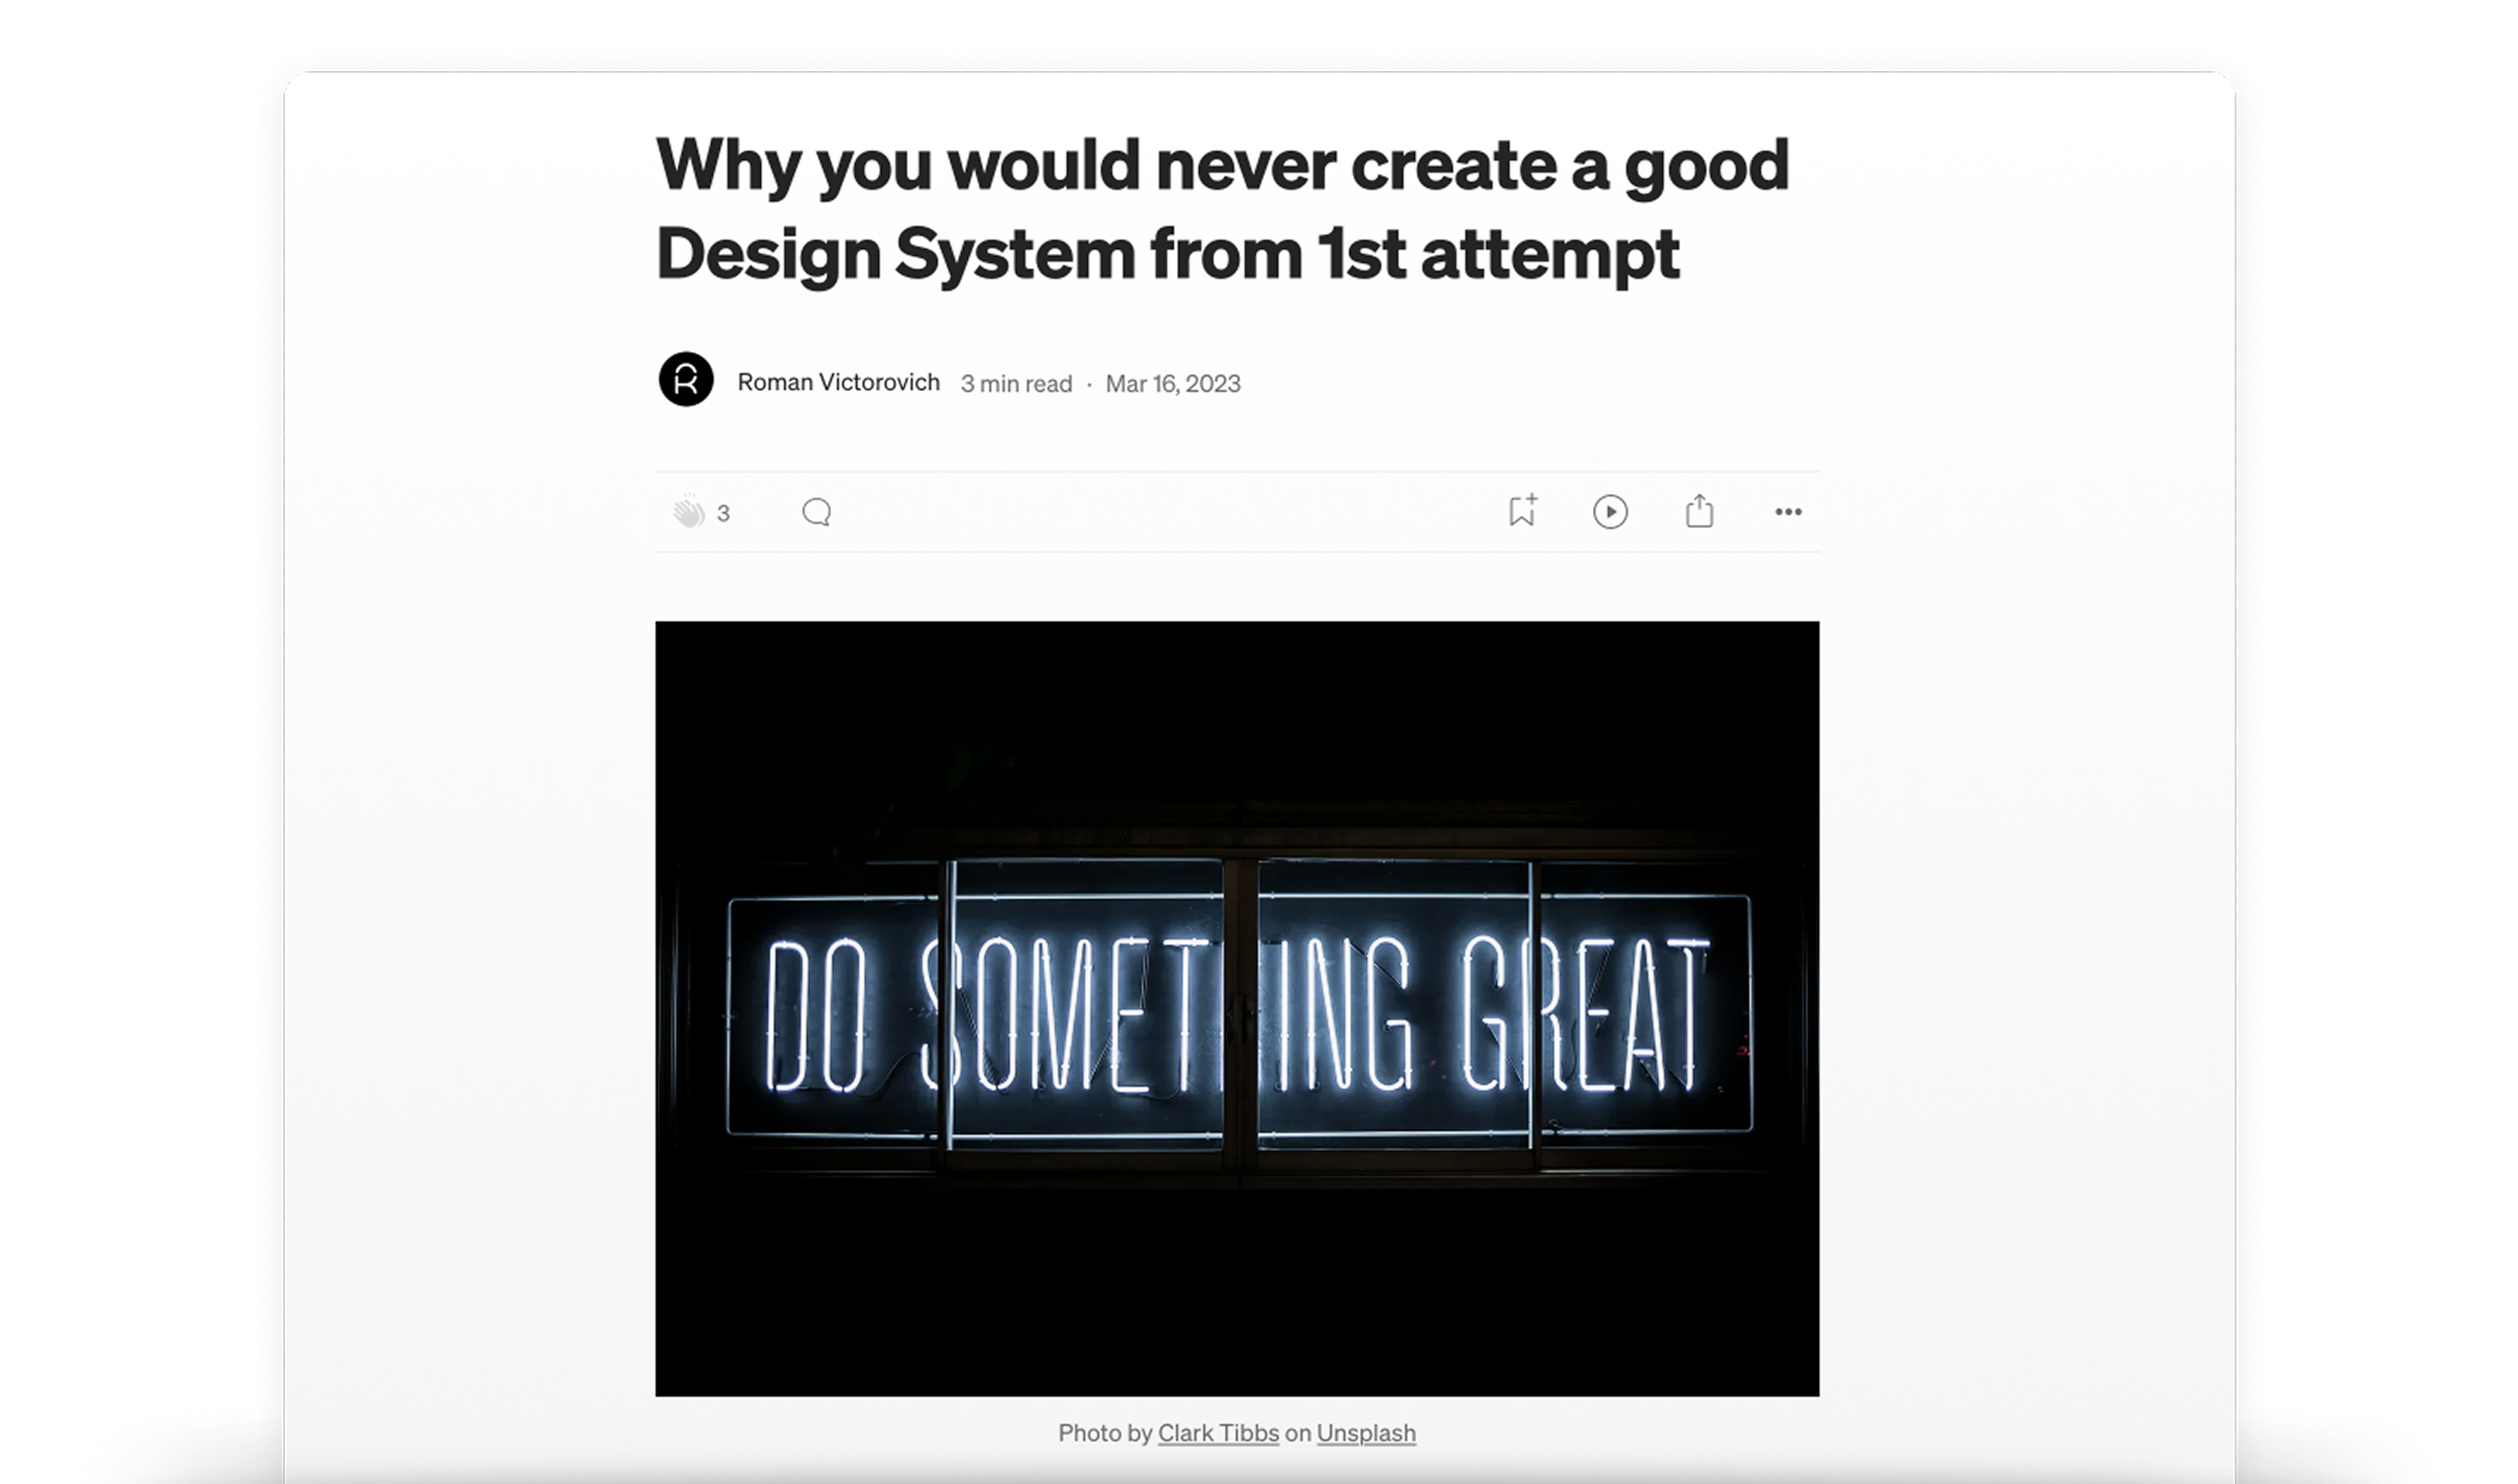 Why you would never create a good
Design System from 1st attempt
Roman Victorovich 3 min read · Mar 16, 2023
3
DO SOMETHING GREAT
Photo by Clark Tibbs on Unsplash